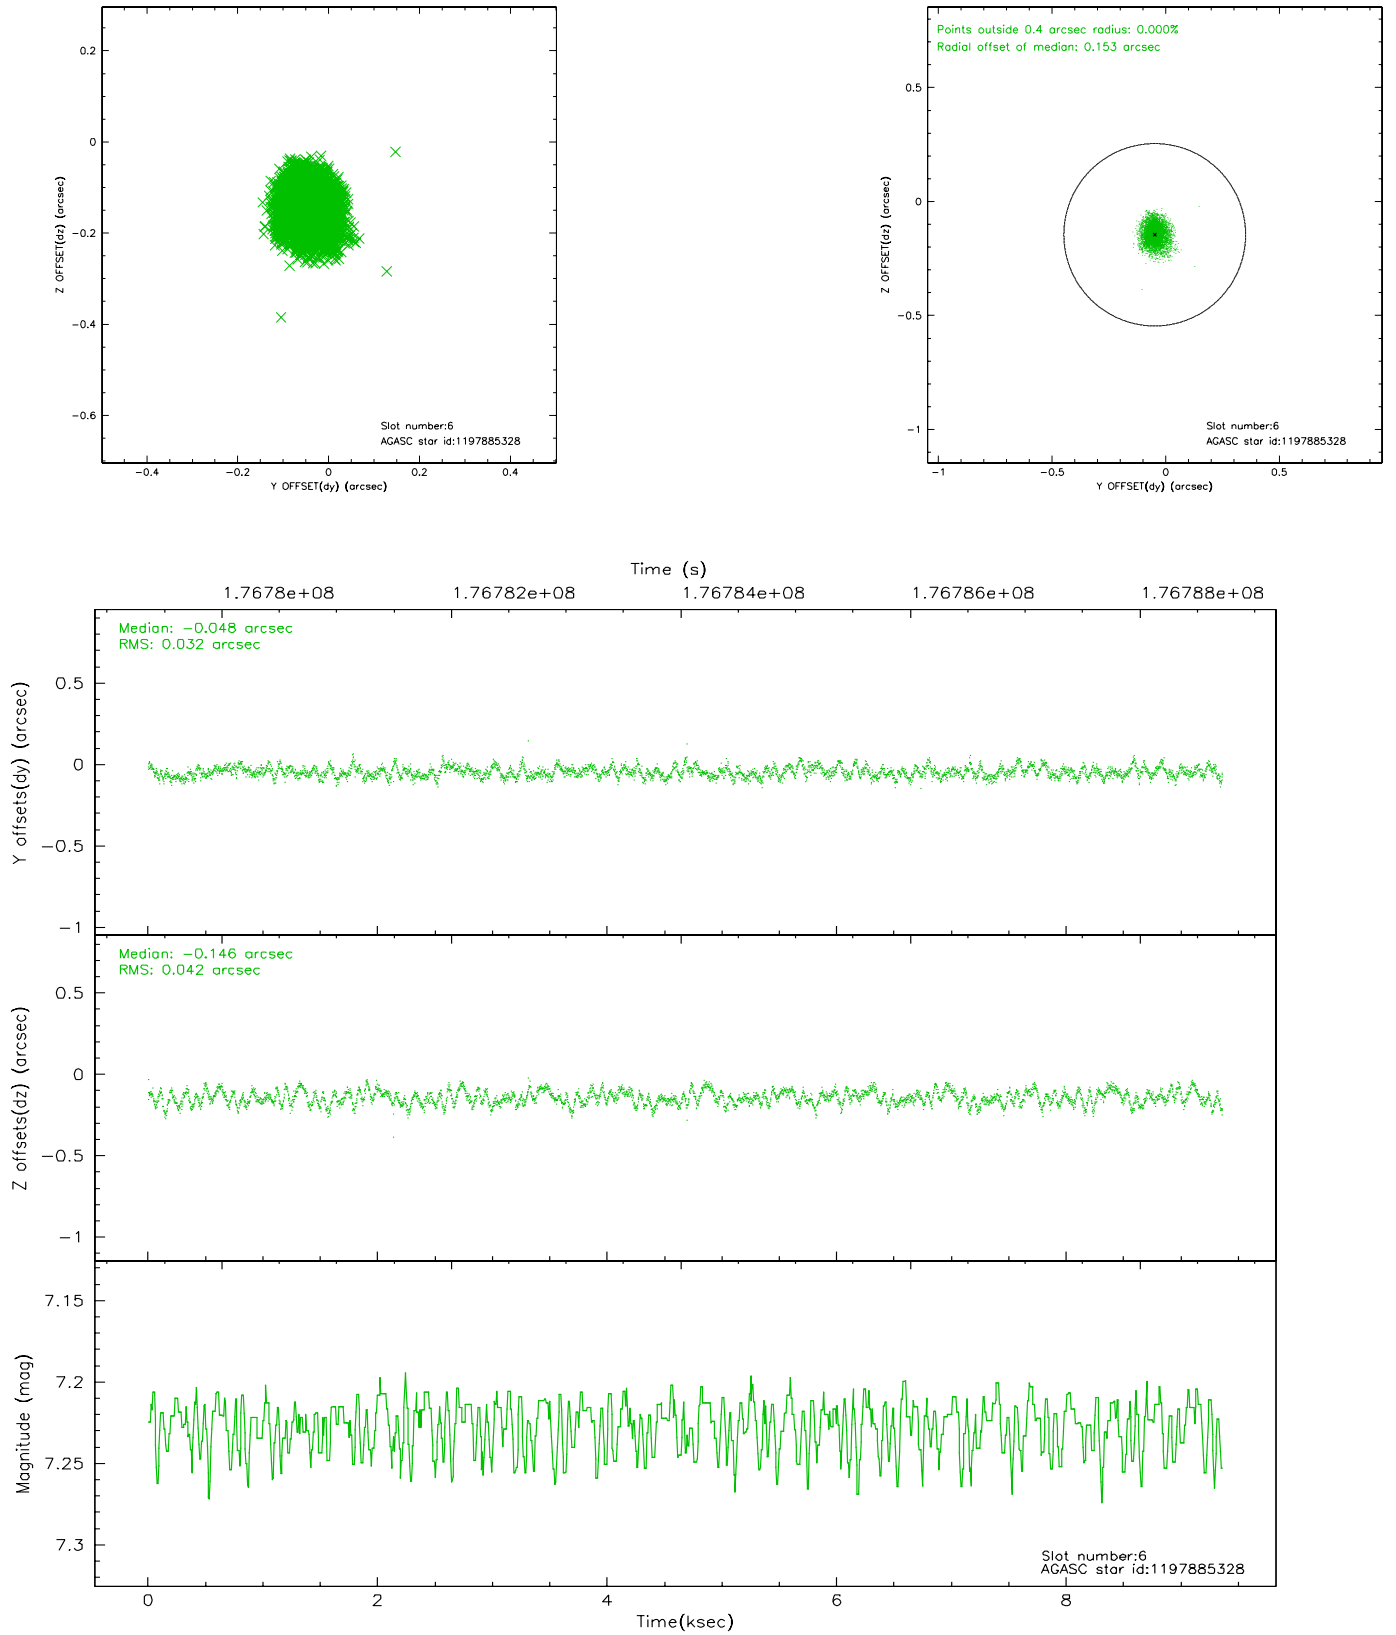 0.2
0
−0.2
−0.4
−0.6
Z OFFSET(dz) (arcsec)
Slot number:6
AGASC star id:1197885328
−0.4
−0.2
0
0.2
0.4
Y OFFSET(dy) (arcsec)
Points outside 0.4 arcsec radius: 0.000%
Radial offset of median: 0.153 arcsec
0.5
0
−0.5
−1
Z OFFSET(dz) (arcsec)
Slot number:6
AGASC star id:1197885328
−1
−0.5
0
0.5
Y OFFSET(dy) (arcsec)
Time (s)
1.7678e+08
1.76782e+08
1.76784e+08
1.76786e+08
1.76788e+08
Median: −0.048 arcsec
RMS: 0.032 arcsec
0.5
0
−0.5
−1
Y offsets(dy) (arcsec)
Median: −0.146 arcsec
RMS: 0.042 arcsec
0.5
0
−0.5
−1
Z offsets(dz) (arcsec)
7.15
7.2
7.25
7.3
Magnitude (mag)
Slot number:6
AGASC star id:1197885328
0
2
4
6
8
Time(ksec)